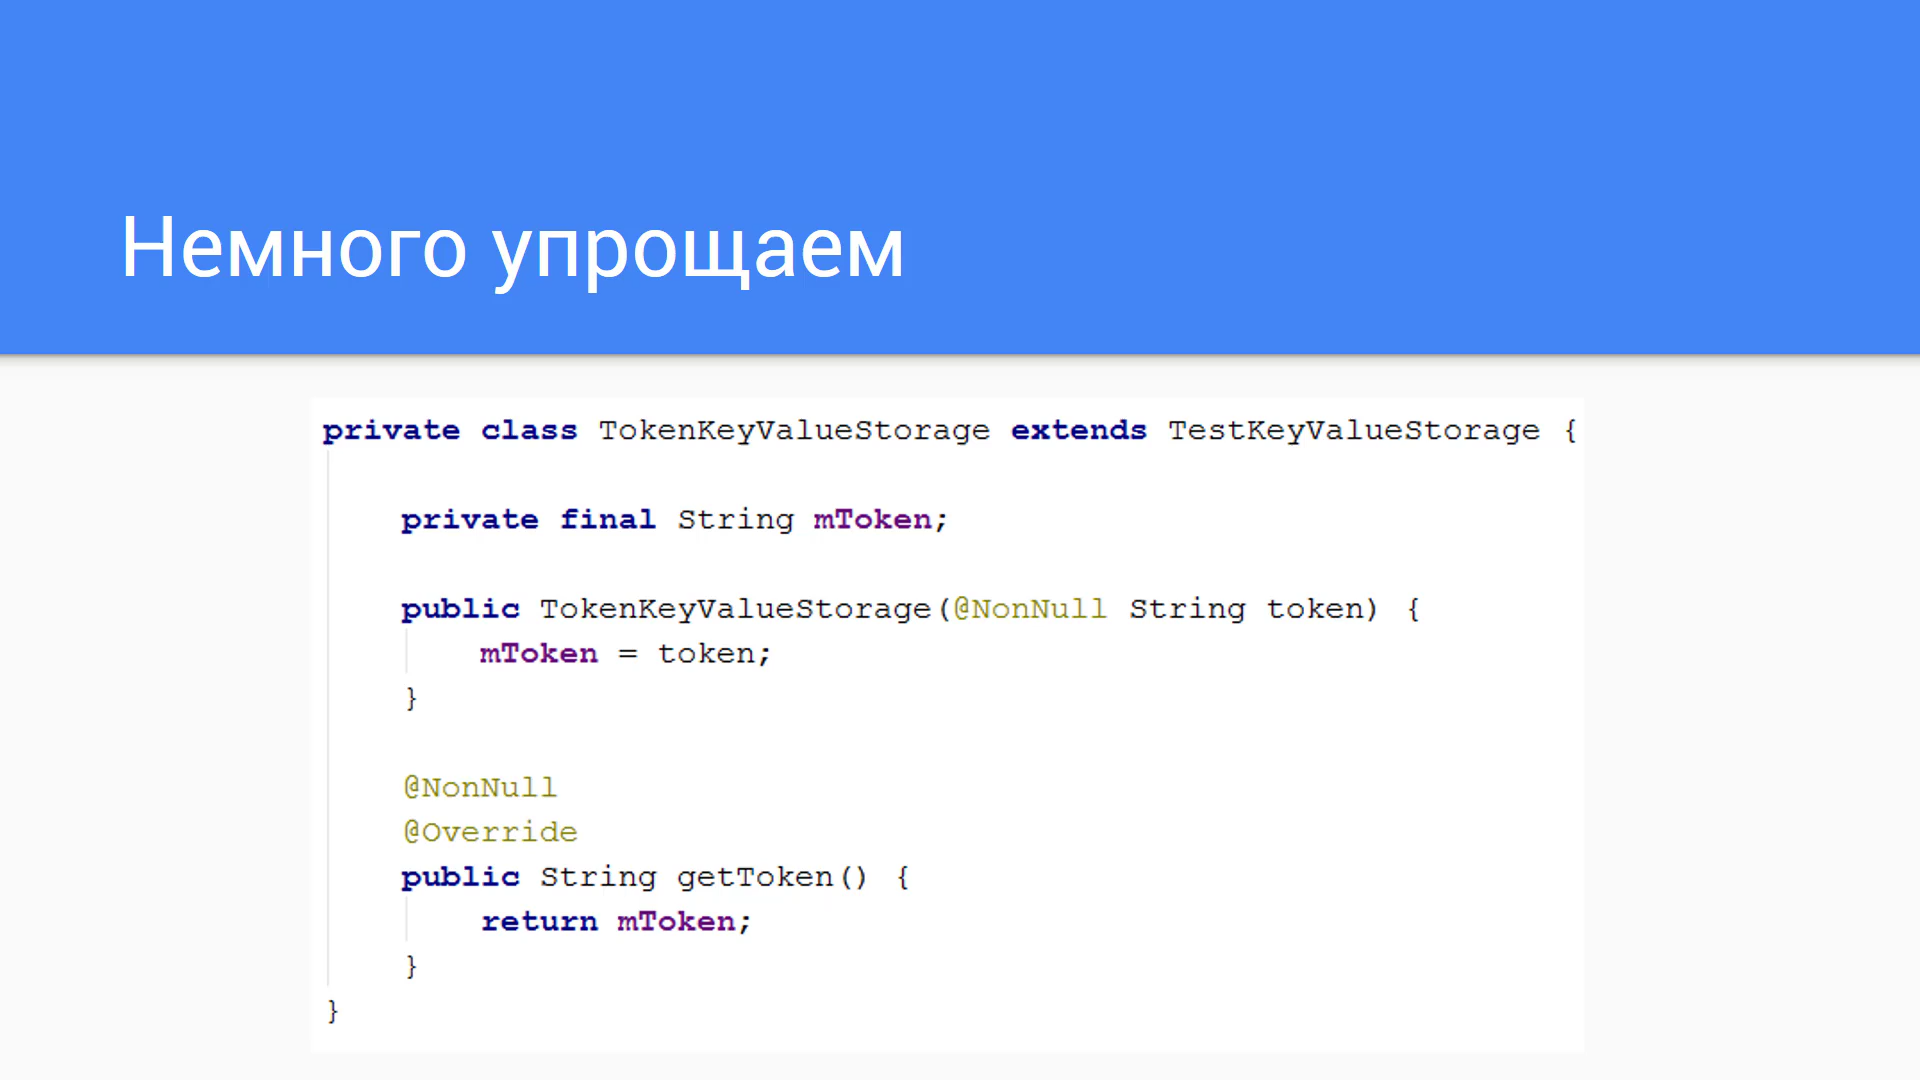 Немного упрощаем
private class TokenKeyValueStorage extends TestKeyValueStorage {
private final String mToken;
public TokenKeyValueStorage(@NonNull String token) {
mToken = token;
}
@NonNull
@Override
public String getToken() {
return mToken;
}
}